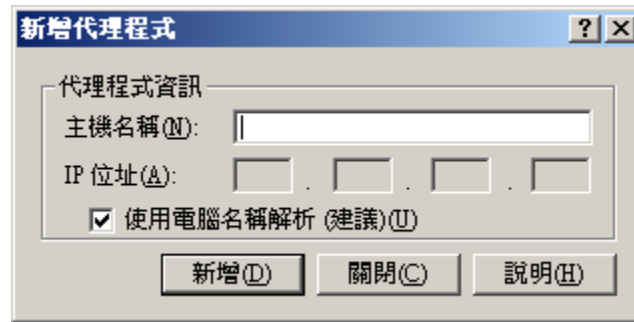 新增代理程式
代理程式資訊
主機名稱(N):
IP 位址(A): . . .
使用電腦名稱解析 (建議)(U)
新增(D) 關閉(C) 說明(H)